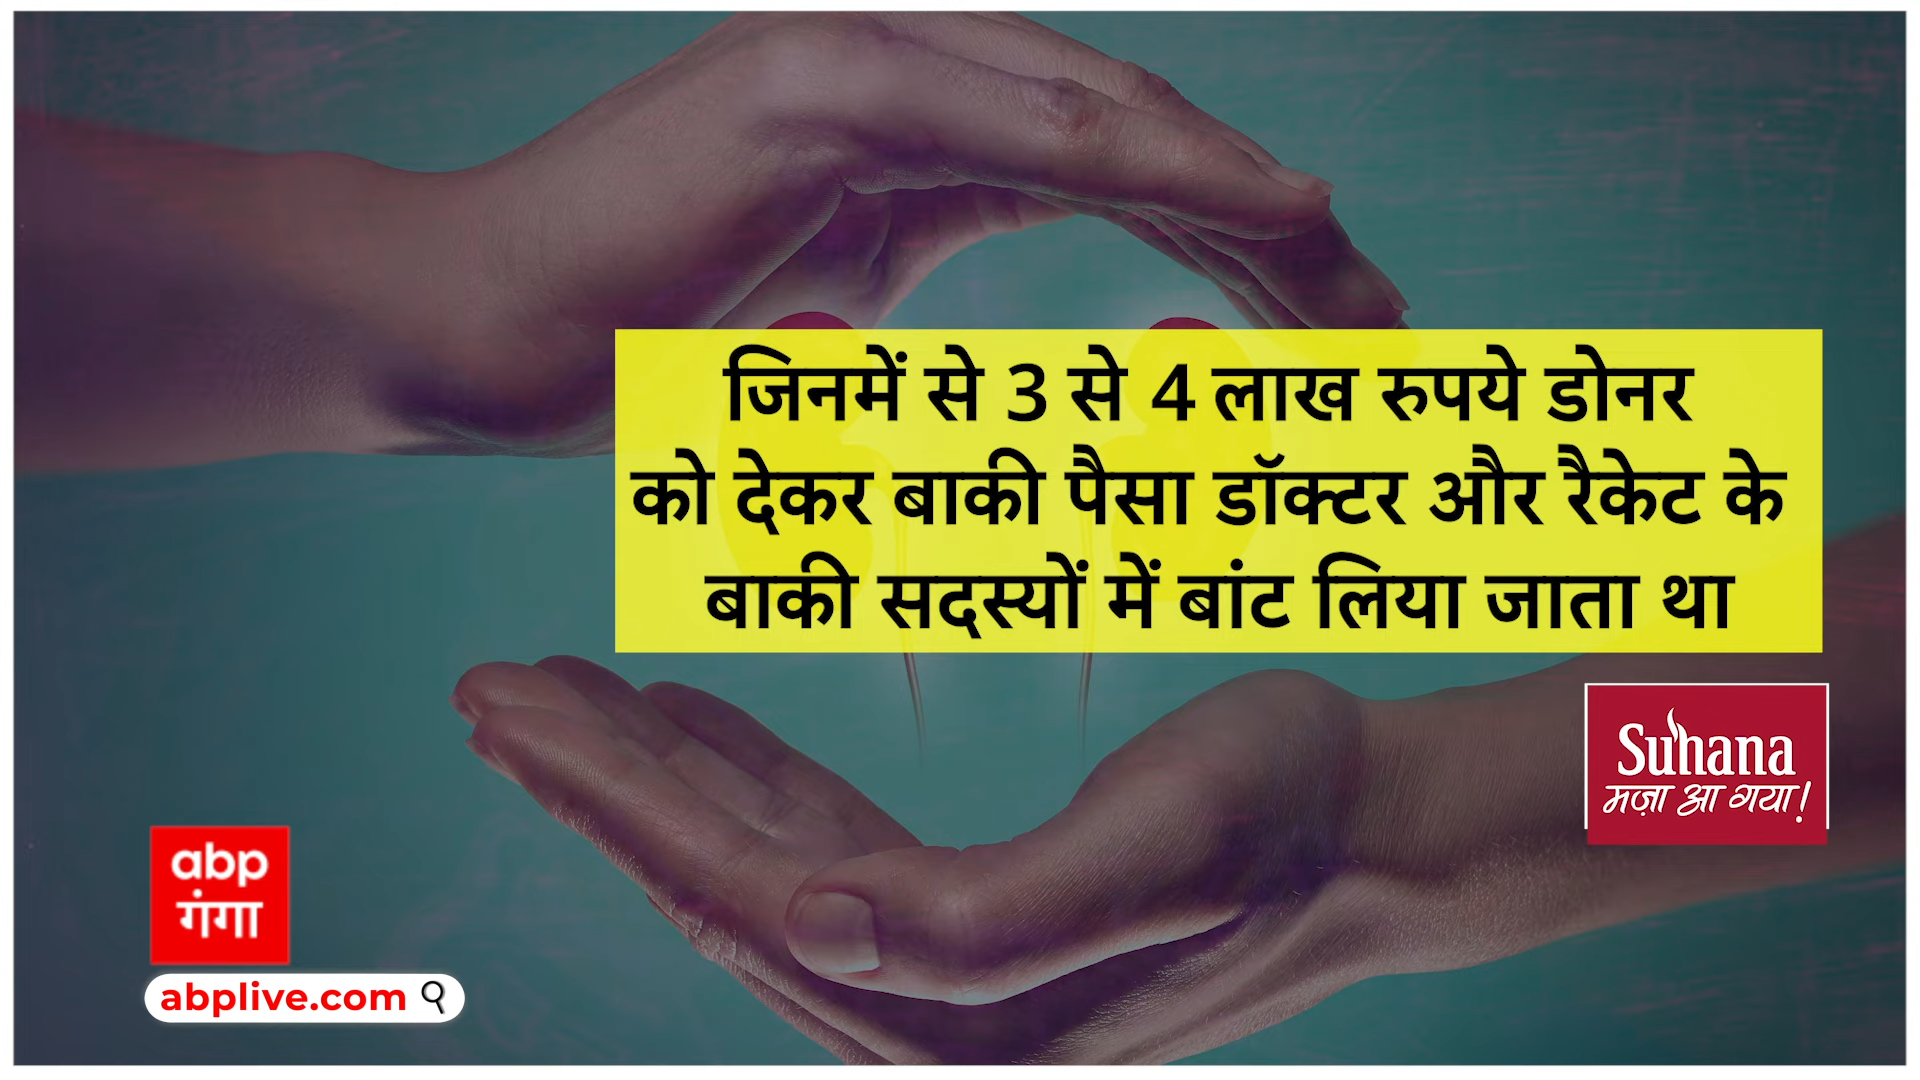 जिनमें से 3 से 4 लाख रुपये डोनर
को देकर बाकी पैसा डॉक्टर और रैकेट के
बाकी सदस्यों में बांट लिया जाता था
Suhana
मज़ा आ गया!
abp
गंगा
abplive.com